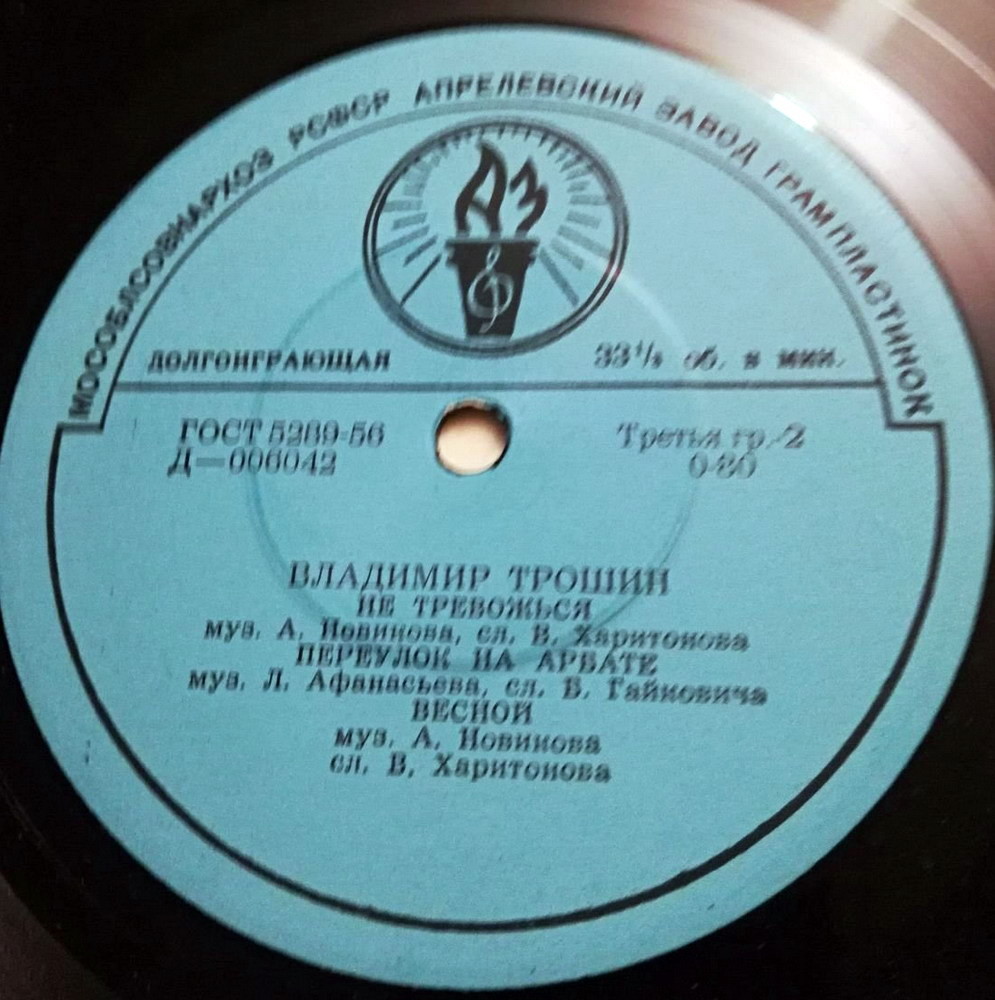 МОСОБЛСОВНАРХОЗ РСФСР АПРЕЛЕВСКИЙ ЗАВОД ГРАМПЛАСТИНОК
АЗ
ДОЛГОИГРАЮЩАЯ 33⅓ об. в мин.
ГОСТ 5289-56 Третья гр.-2
Д—006042 0-80
ВЛАДИМИР ТРОШИН
НЕ ТРЕВОЖЬСЯ
муз. А. Новикова, сл. В. Харитонова
ПЕРЕУЛОК НА АРБАТЕ
муз. Л. Афанасьева, сл. Б. Гайковича
ВЕСНОЙ
муз. А. Новикова
сл. В. Харитонова